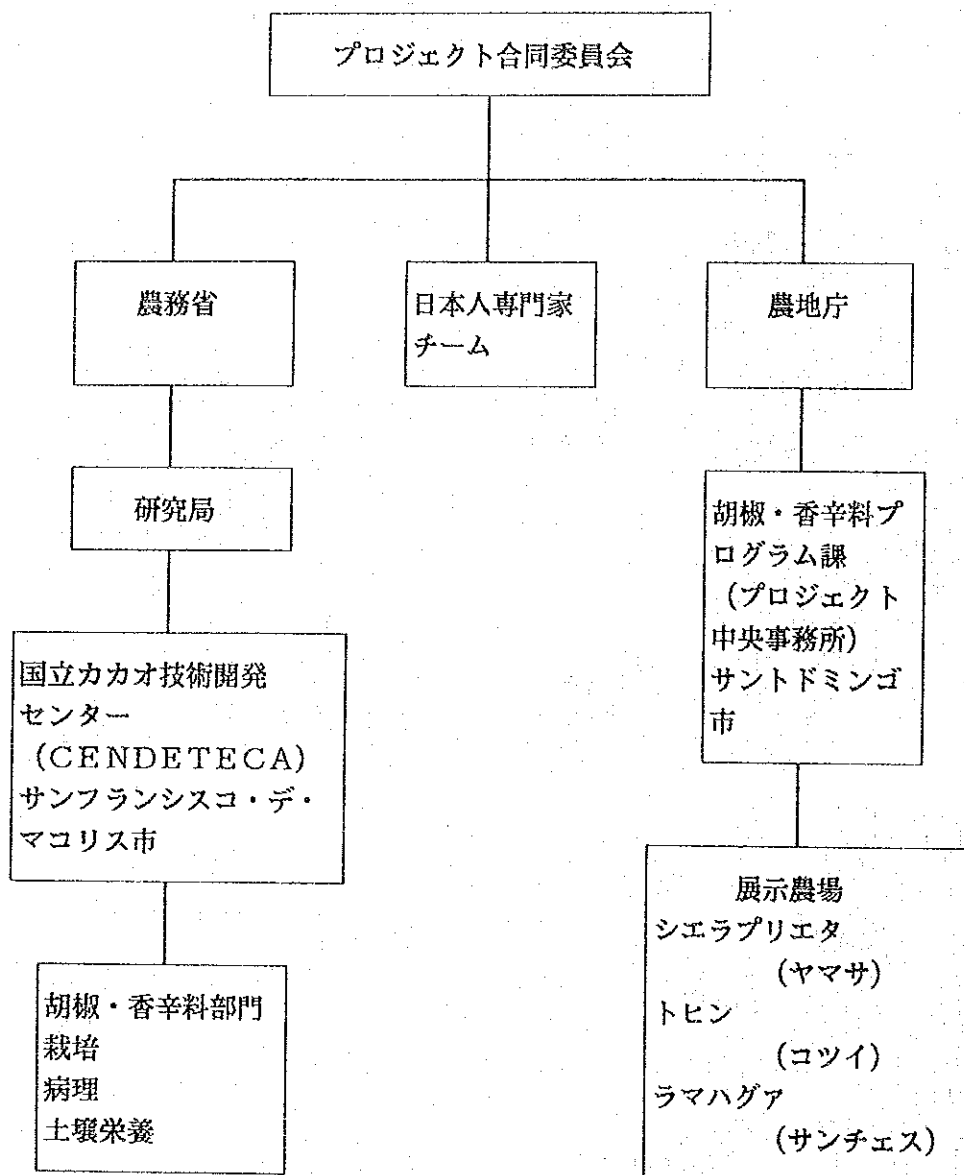 プロジェクト合同委員会
農務省
日本人専門家
チーム
農地庁
研究局
胡椒・香辛料プ
ログラム課
（プロジェクト
中央事務所）
サントドミンゴ
市
国立カカオ技術開発
センター
（CENDETECA）
サンフランシスコ・デ・
マコリス市
展示農場
シエラプリエタ
（ヤマサ）
トヒン
（コツイ）
ラマハグア
（サンチェス）
胡椒・香辛料部門
栽培
病理
土壌栄養